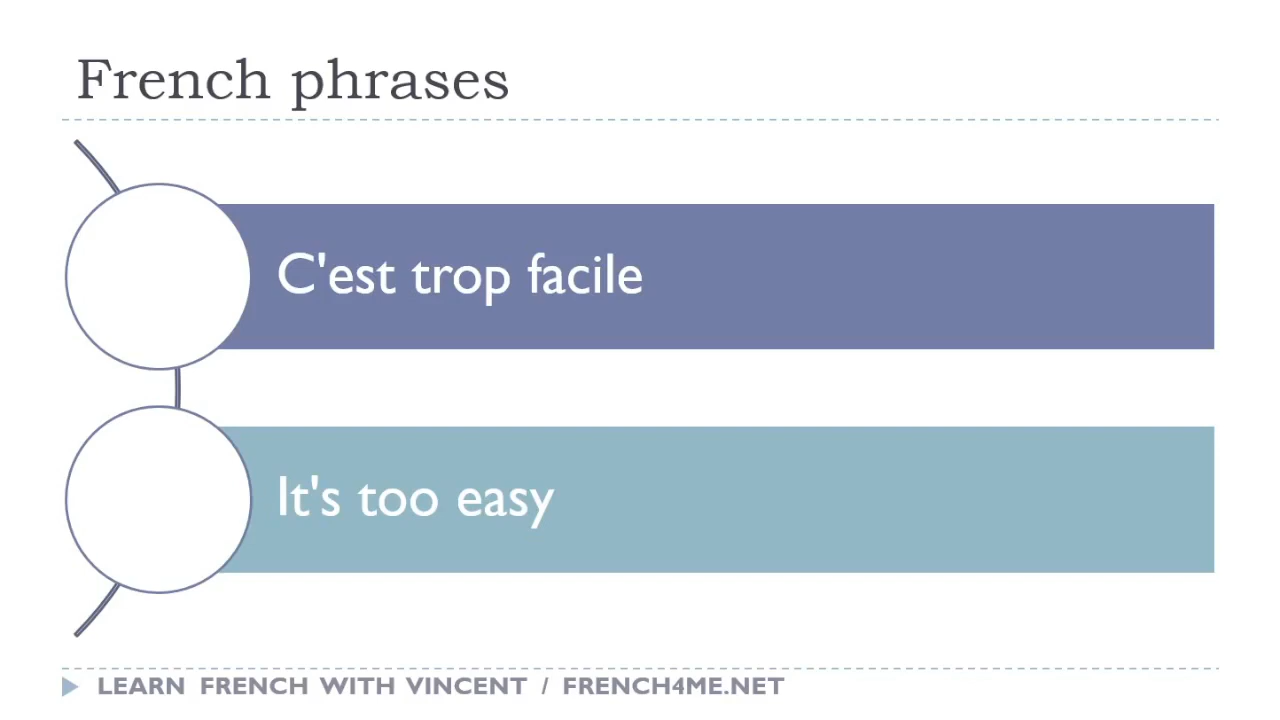 French phrases
C'est trop facile
It's too easy
LEARN FRENCH WITH VINCENT / FRENCH4ME.NET